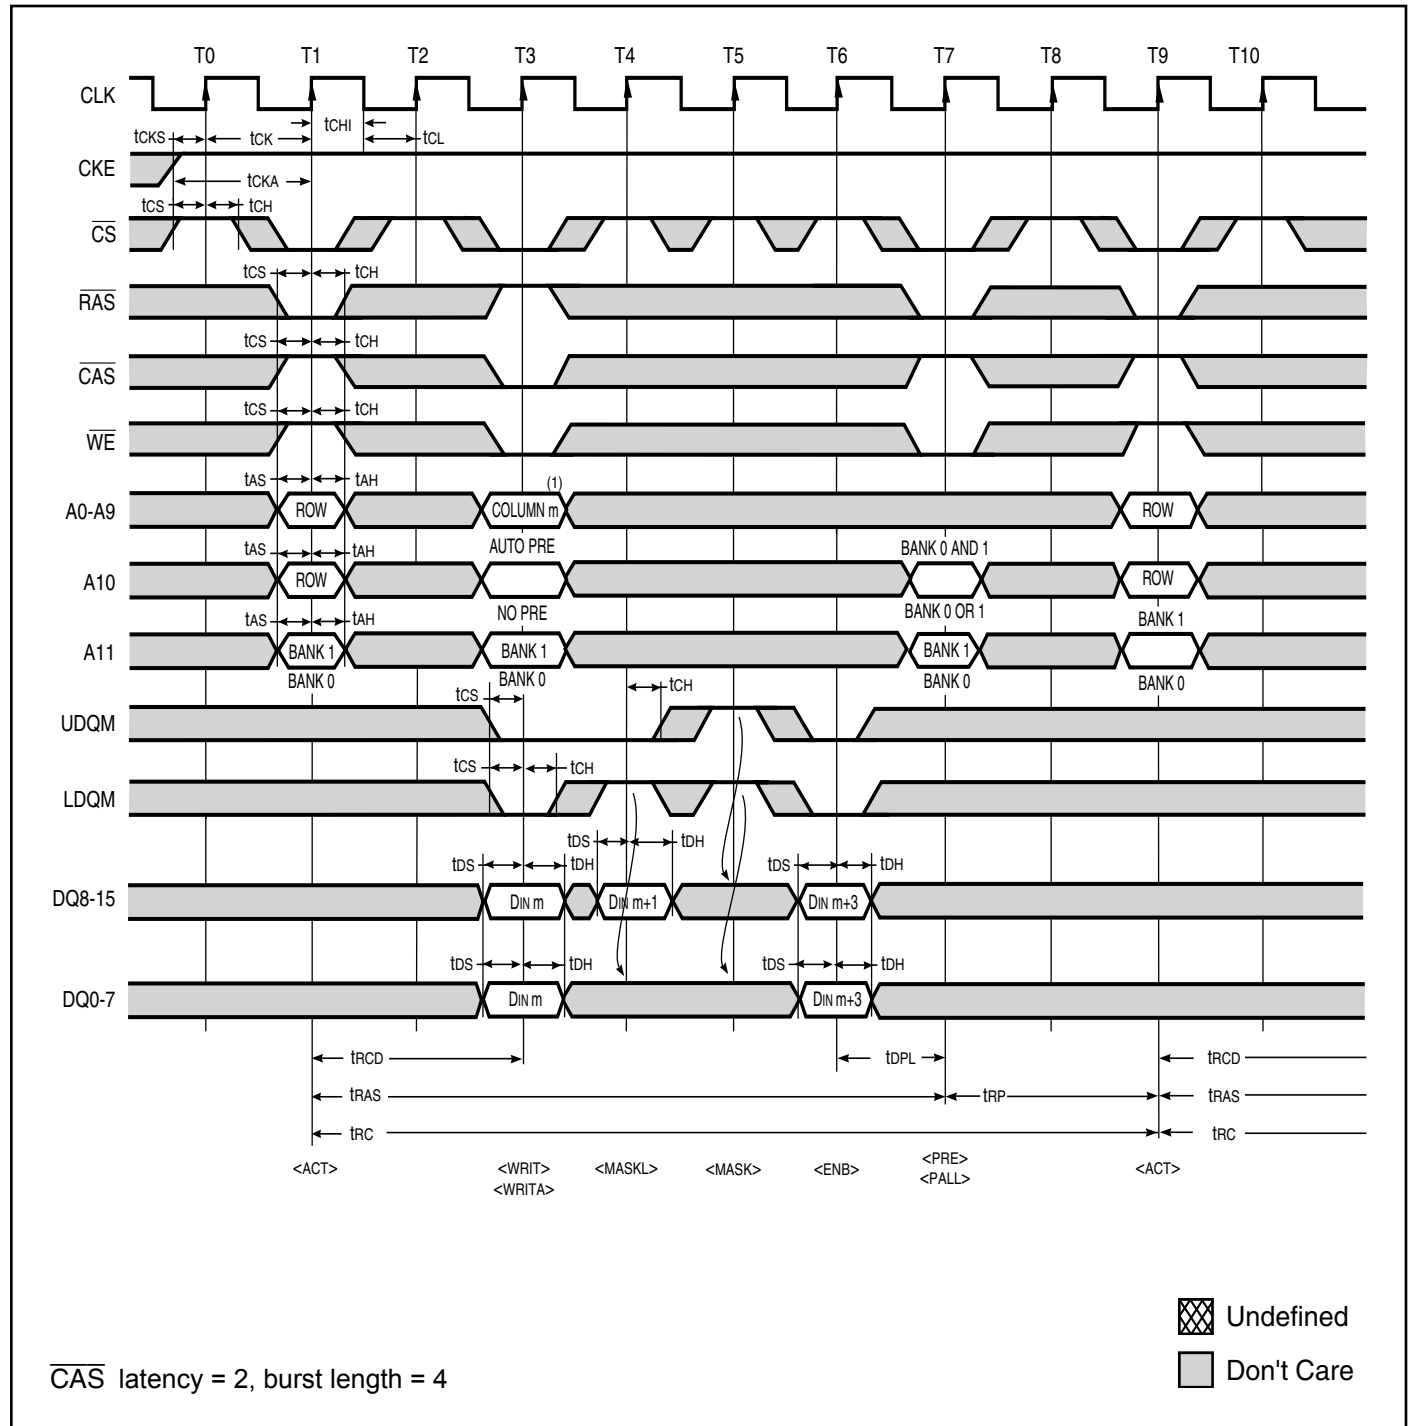 T0 T1 T2 T3 T4 T5 T6 T7 T8 T9 T10
CLK
tCHI
tCKS tCK tCL
CKE
tCKA
tCS tCH
CS
tCS tCH
RAS
tCS tCH
CAS
tCS tCH
WE
tAS tAH (1)
A0-A9 ROW COLUMN m ROW
tAS tAH AUTO PRE BANK 0 AND 1
A10 ROW ROW
tAS tAH NO PRE BANK 0 OR 1 BANK 1
A11 BANK 1 BANK 1 BANK 1
BANK 0 BANK 0 BANK 0 BANK 0
tCS tCH
UDQM
tCS tCH
LDQM
tDS tDH
tDS tDH tDS tDH
DQ8-15 DIN m DIN m+1 DIN m+3
tDS tDH tDS tDH
DQ0-7 DIN m DIN m+3
tRCD tDPL tRCD
tRAS tRP tRAS
tRC tRC
<ACT> <WRIT> <MASKL> <MASK> <ENB> <PRE> <ACT>
<WRITA> <PALL>
Undefined
Don't Care
CAS latency = 2, burst length = 4